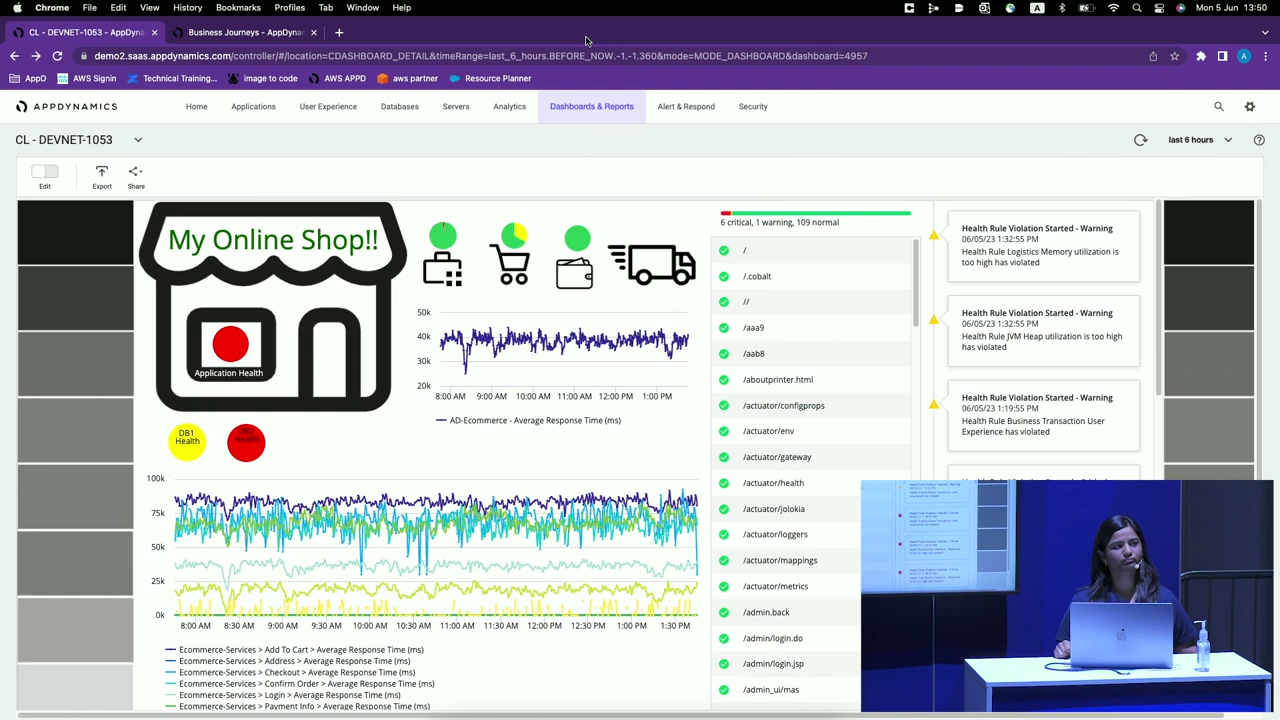 Chrome File Edit View History Bookmarks Profiles Tab Window Help
Mon 5 Jun 13:50
CL - DEVNET-1053 - AppDyna
Business Journeys - AppDynam
demo2.saas.appdynamics.com/controller/#/location=CDASHBOARD_DETAIL&timeRange=last_6_hours.BEFORE_NOW.-1.-1.360&mode=MODE_DASHBOARD&dashboard=4957
AppD AWS Signin Technical Training... image to code AWS APPD aws partner Resource Planner
APPDYNAMICS
Home Applications User Experience Databases Servers Analytics Dashboards & Reports Alert & Respond Security
CL - DEVNET-1053
last 6 hours
Edit Export Share
My Online Shop!!
Application Health
DB1
Health
DB2
Health
50k
40k
30k
20k
8:00 AM 9:00 AM 10:00 AM 11:00 AM 12:00 PM 1:00 PM
AD-Ecommerce - Average Response Time (ms)
100k
75k
50k
25k
0k
8:00 AM 8:30 AM 9:00 AM 9:30 AM 10:00 AM 10:30 AM 11:00 AM 11:30 AM 12:00 PM 12:30 PM 1:00 PM 1:30 PM
Ecommerce-Services > Add To Cart > Average Response Time (ms)
Ecommerce-Services > Address > Average Response Time (ms)
Ecommerce-Services > Checkout > Average Response Time (ms)
Ecommerce-Services > Confirm Order > Average Response Time (ms)
Ecommerce-Services > Login > Average Response Time (ms)
Ecommerce-Services > Payment Info > Average Response Time (ms)
6 critical, 1 warning, 109 normal
/
/.cobalt
//
/aaa9
/aab8
/aboutprinter.html
/actuator/configprops
/actuator/env
/actuator/gateway
/actuator/health
/actuator/jolokia
/actuator/loggers
/actuator/mappings
/actuator/metrics
/admin.back
/admin/login.do
/admin/login.jsp
/admin_ui/mas
Health Rule Violation Started - Warning
06/05/23 1:32:55 PM
Health Rule Logistics Memory utilization is
too high has violated
Health Rule Violation Started - Warning
06/05/23 1:32:55 PM
Health Rule JVM Heap utilization is too high
has violated
Health Rule Violation Started - Warning
06/05/23 1:19:55 PM
Health Rule Business Transaction User
Experience has violated